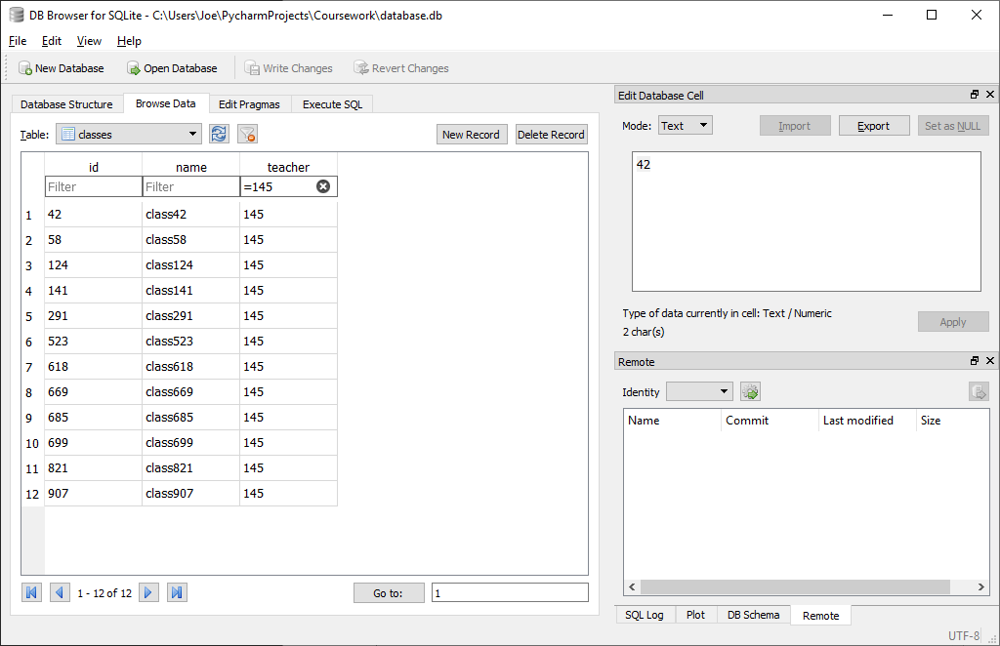 DB Browser for SQLite - C:\Users\Joe\PycharmProjects\Coursework\database.db
File Edit View Help
New Database Open Database Write Changes Revert Changes
Database Structure Browse Data Edit Pragmas Execute SQL
Table: classes New Record Delete Record
id name teacher
Filter Filter =145
1 42 class42 145
2 58 class58 145
3 124 class124 145
4 141 class141 145
5 291 class291 145
6 523 class523 145
7 618 class618 145
8 669 class669 145
9 685 class685 145
10 699 class699 145
11 821 class821 145
12 907 class907 145
1 - 12 of 12 Go to: 1
Edit Database Cell
Mode: Text Import Export Set as NULL
42
Type of data currently in cell: Text / Numeric
2 char(s)
Apply
Remote
Identity
Name Commit Last modified Size
SQL Log Plot DB Schema Remote
UTF-8